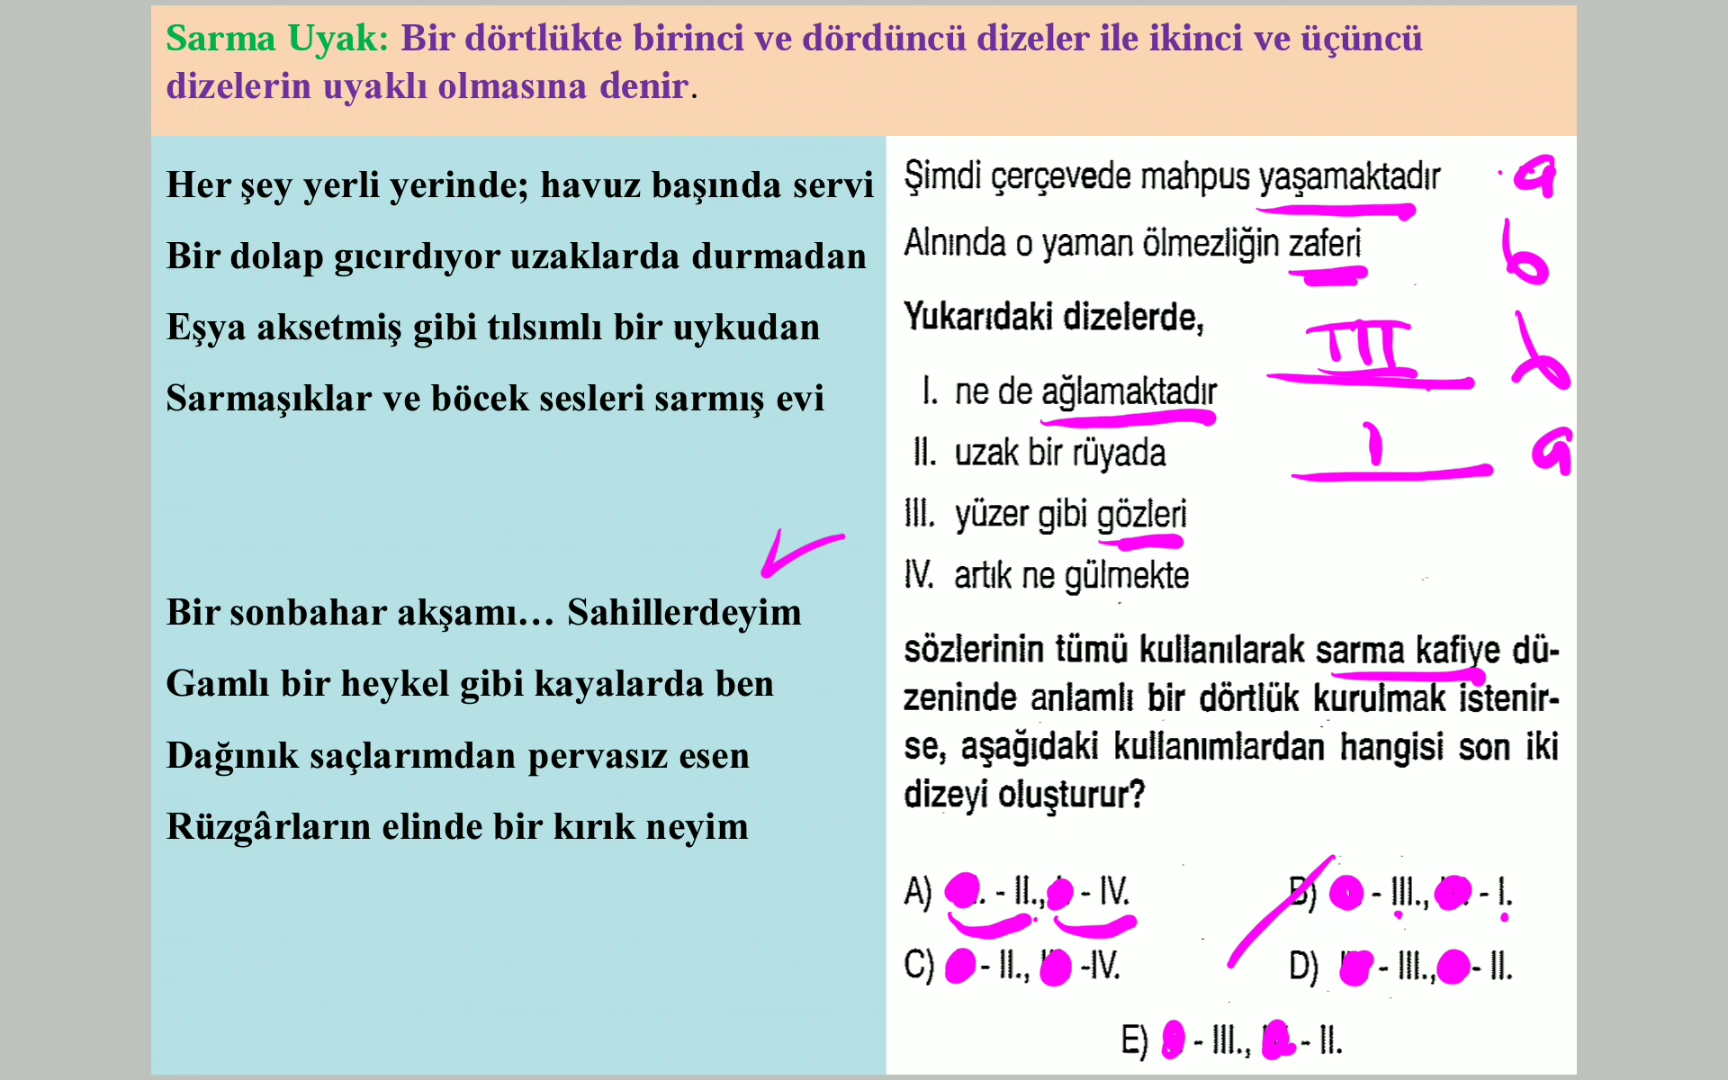 Sarma Uyak: Bir dörtlükte birinci ve dördüncü dizeler ile ikinci ve üçüncü
dizelerin uyaklı olmasına denir.
Her şey yerli yerinde; havuz başında servi
Bir dolap gıcırdıyor uzaklarda durmadan
Eşya aksetmiş gibi tılsımlı bir uykudan
Sarmaşıklar ve böcek sesleri sarmış evi
Bir sonbahar akşamı… Sahillerdeyim
Gamlı bir heykel gibi kayalarda ben
Dağınık saçlarımdan pervasız esen
Rüzgârların elinde bir kırık neyim
Şimdi çerçevede mahpus yaşamaktadır a
Alnında o yaman ölmezliğin zaferi b
Yukarıdaki dizelerde, III b
I. ne de ağlamaktadır
II. uzak bir rüyada I a
III. yüzer gibi gözleri
IV. artık ne gülmekte
sözlerinin tümü kullanılarak sarma kafiye dü-
zeninde anlamlı bir dörtlük kurulmak istenir-
se, aşağıdaki kullanımlardan hangisi son iki
dizeyi oluşturur?
A) - II., - IV. B) - III., - I.
C) - II., -IV. D) - III., - II.
E) - III., - II.